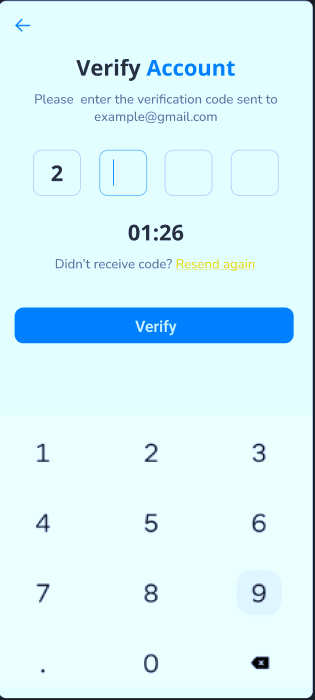 Verify Account
Please  enter the verification code sent to
example@gmail.com
2
01:26
Didn't receive code? Resend again
Verify
1 2 3
4 5 6
7 8 9
. 0